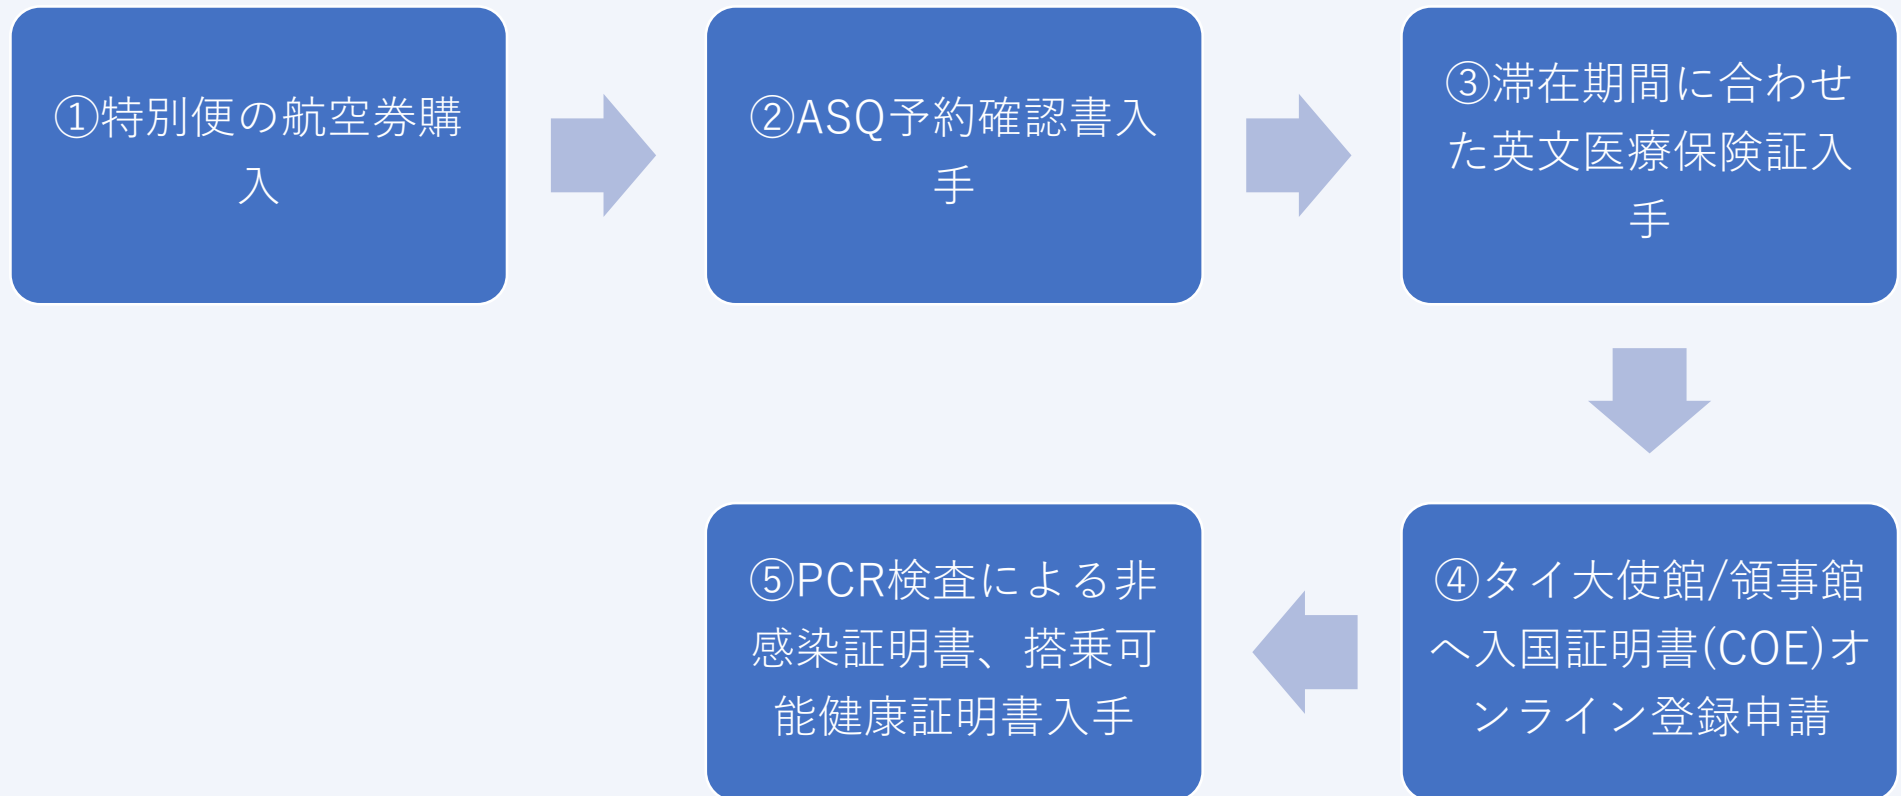 ①特別便の航空券購
入
②ASQ予約確認書入
手
③滞在期間に合わせ
た英文医療保険証入
手
④タイ大使館/領事館
へ入国証明書(COE)オ
ンライン登録申請
⑤PCR検査による非
感染証明書、搭乗可
能健康証明書入手